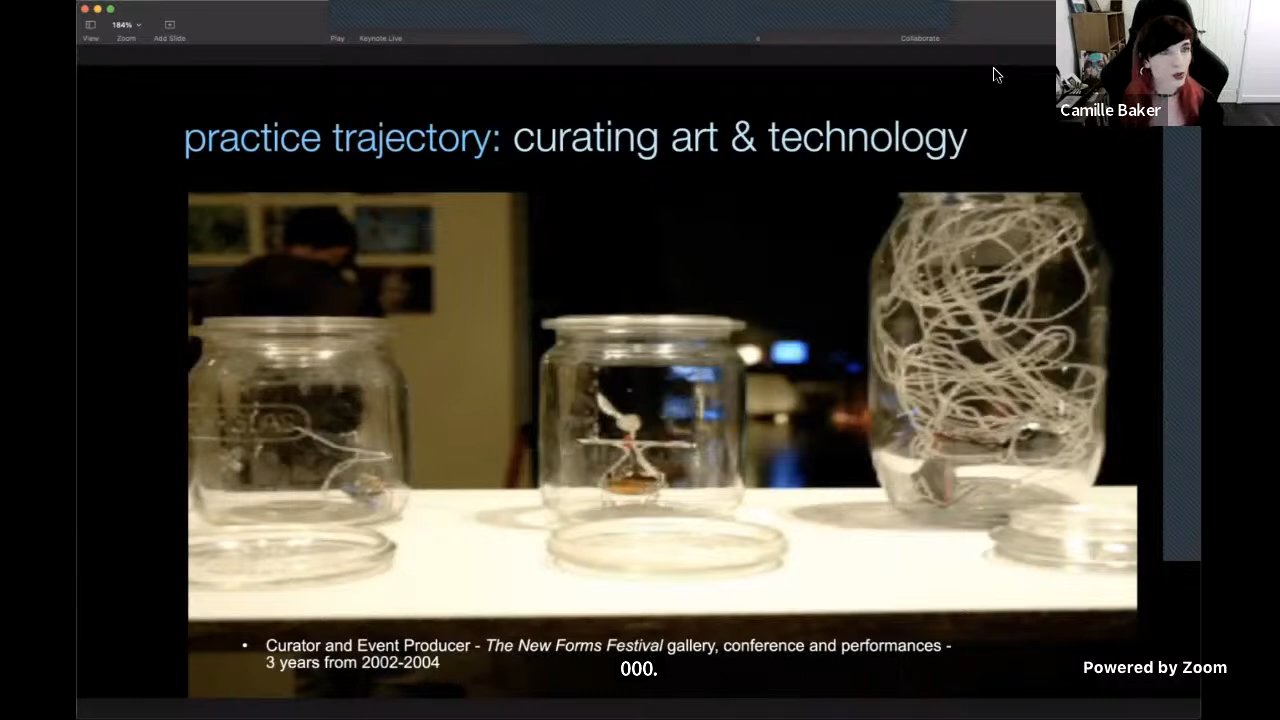 184%
View
Zoom
Add Slide
Play
Keynote Live
Collaborate
Camille Baker
practice trajectory: curating art & technology
• Curator and Event Producer - The New Forms Festival gallery, conference and performances -
3 years from 2002-2004
000.
Powered by Zoom